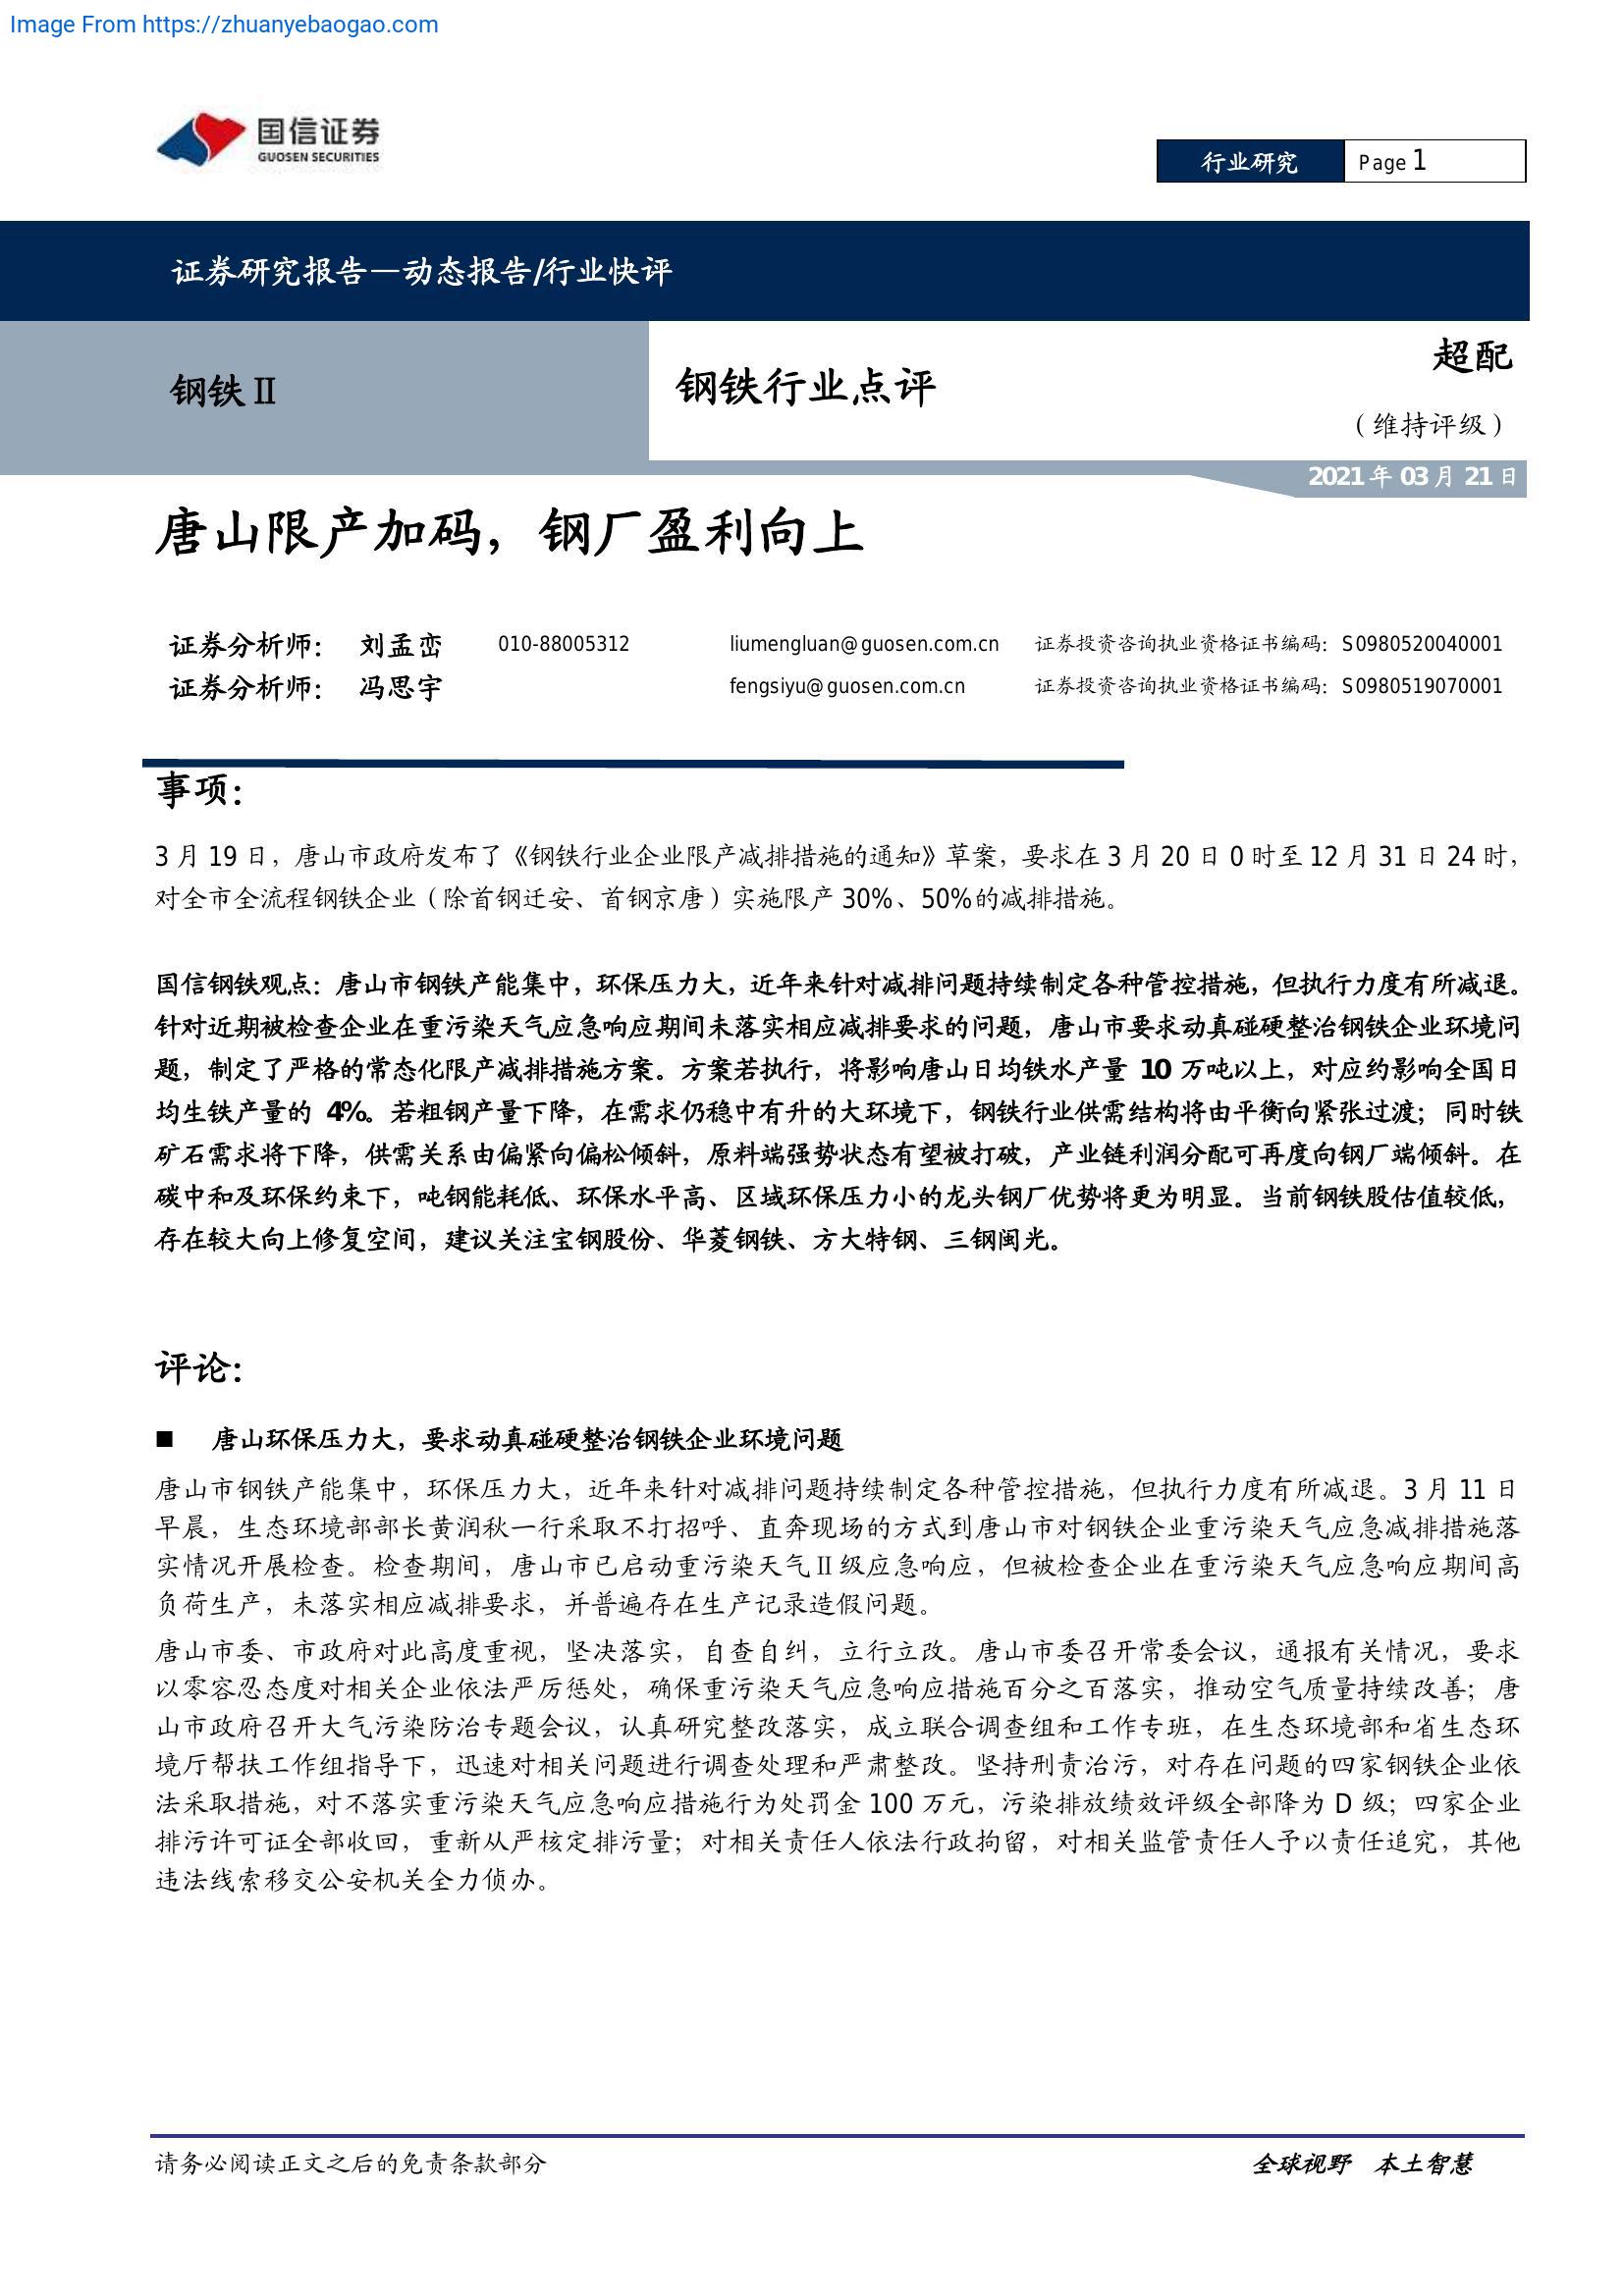 Image From https://zhuanyebaogao.com
国信证券
GUOSEN SECURITIES
行业研究 Page 1
证券研究报告—动态报告/行业快评
钢铁Ⅱ
钢铁行业点评
超配
（维持评级）
2021年03月21日
唐山限产加码，钢厂盈利向上
证券分析师： 刘孟峦 010-88005312 liumengluan@guosen.com.cn 证券投资咨询执业资格证书编码：S0980520040001
证券分析师： 冯思宇 fengsiyu@guosen.com.cn 证券投资咨询执业资格证书编码：S0980519070001
事项：
3 月 19 日，唐山市政府发布了《钢铁行业企业限产减排措施的通知》草案，要求在 3 月 20 日 0 时至 12 月 31 日 24 时，
对全市全流程钢铁企业（除首钢迁安、首钢京唐）实施限产 30%、50%的减排措施。
国信钢铁观点：唐山市钢铁产能集中，环保压力大，近年来针对减排问题持续制定各种管控措施，但执行力度有所减退。
针对近期被检查企业在重污染天气应急响应期间未落实相应减排要求的问题，唐山市要求动真碰硬整治钢铁企业环境问
题，制定了严格的常态化限产减排措施方案。方案若执行，将影响唐山日均铁水产量 10 万吨以上，对应约影响全国日
均生铁产量的 4%。若粗钢产量下降，在需求仍稳中有升的大环境下，钢铁行业供需结构将由平衡向紧张过渡；同时铁
矿石需求将下降，供需关系由偏紧向偏松倾斜，原料端强势状态有望被打破，产业链利润分配可再度向钢厂端倾斜。在
碳中和及环保约束下，吨钢能耗低、环保水平高、区域环保压力小的龙头钢厂优势将更为明显。当前钢铁股估值较低，
存在较大向上修复空间，建议关注宝钢股份、华菱钢铁、方大特钢、三钢闽光。
评论：
■ 唐山环保压力大，要求动真碰硬整治钢铁企业环境问题
唐山市钢铁产能集中，环保压力大，近年来针对减排问题持续制定各种管控措施，但执行力度有所减退。3 月 11 日
早晨，生态环境部部长黄润秋一行采取不打招呼、直奔现场的方式到唐山市对钢铁企业重污染天气应急减排措施落
实情况开展检查。检查期间，唐山市已启动重污染天气Ⅱ级应急响应，但被检查企业在重污染天气应急响应期间高
负荷生产，未落实相应减排要求，并普遍存在生产记录造假问题。
唐山市委、市政府对此高度重视，坚决落实，自查自纠，立行立改。唐山市委召开常委会议，通报有关情况，要求
以零容忍态度对相关企业依法严厉惩处，确保重污染天气应急响应措施百分之百落实，推动空气质量持续改善；唐
山市政府召开大气污染防治专题会议，认真研究整改落实，成立联合调查组和工作专班，在生态环境部和省生态环
境厅帮扶工作组指导下，迅速对相关问题进行调查处理和严肃整改。坚持刑责治污，对存在问题的四家钢铁企业依
法采取措施，对不落实重污染天气应急响应措施行为处罚金 100 万元，污染排放绩效评级全部降为 D 级；四家企业
排污许可证全部收回，重新从严核定排污量；对相关责任人依法行政拘留，对相关监管责任人予以责任追究，其他
违法线索移交公安机关全力侦办。
请务必阅读正文之后的免责条款部分 全球视野 本土智慧